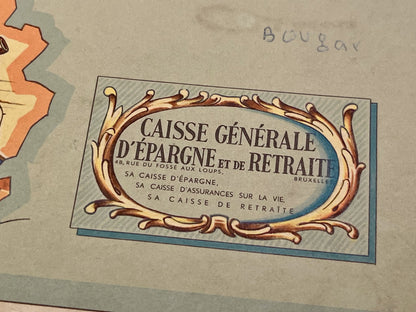 Bougar
CAISSE GÉNÉRALE
D'ÉPARGNE ET DE RETRAITE
48, RUE DU FOSSE AUX LOUPS,
BRUXELLES
SA CAISSE D'ÉPARGNE,
SA CAISSE D'ASSURANCES SUR LA VIE,
SA CAISSE DE RETRAITE